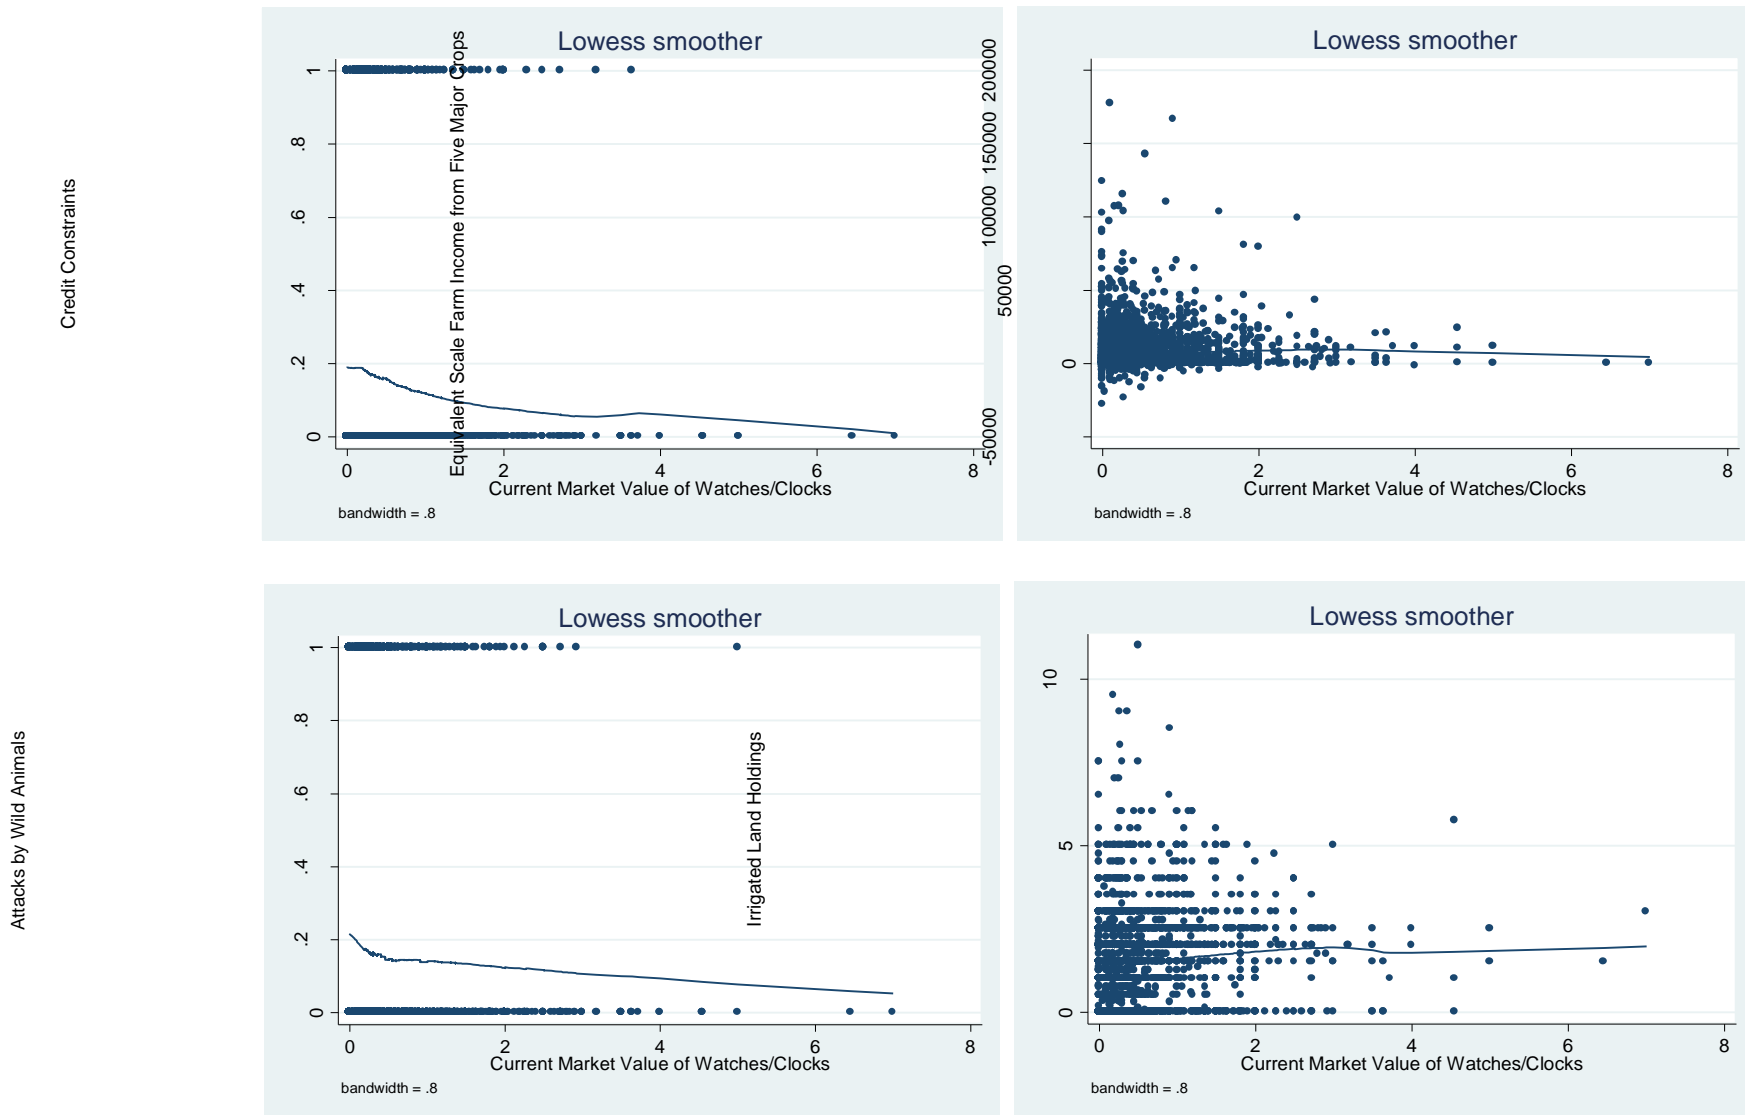 Credit Constraints
Lowess smoother
1
.8
.6
.4
.2
0
0 2 4 6 8
Current Market Value of Watches/Clocks
bandwidth = .8
Equivalent Scale Farm Income from Five Major Crops
Lowess smoother
200000
150000
100000
50000
0
-50000
0 2 4 6 8
Current Market Value of Watches/Clocks
bandwidth = .8
Attacks by Wild Animals
Lowess smoother
1
.8
.6
.4
.2
0
0 2 4 6 8
Current Market Value of Watches/Clocks
bandwidth = .8
Irrigated Land Holdings
Lowess smoother
10
5
0
0 2 4 6 8
Current Market Value of Watches/Clocks
bandwidth = .8